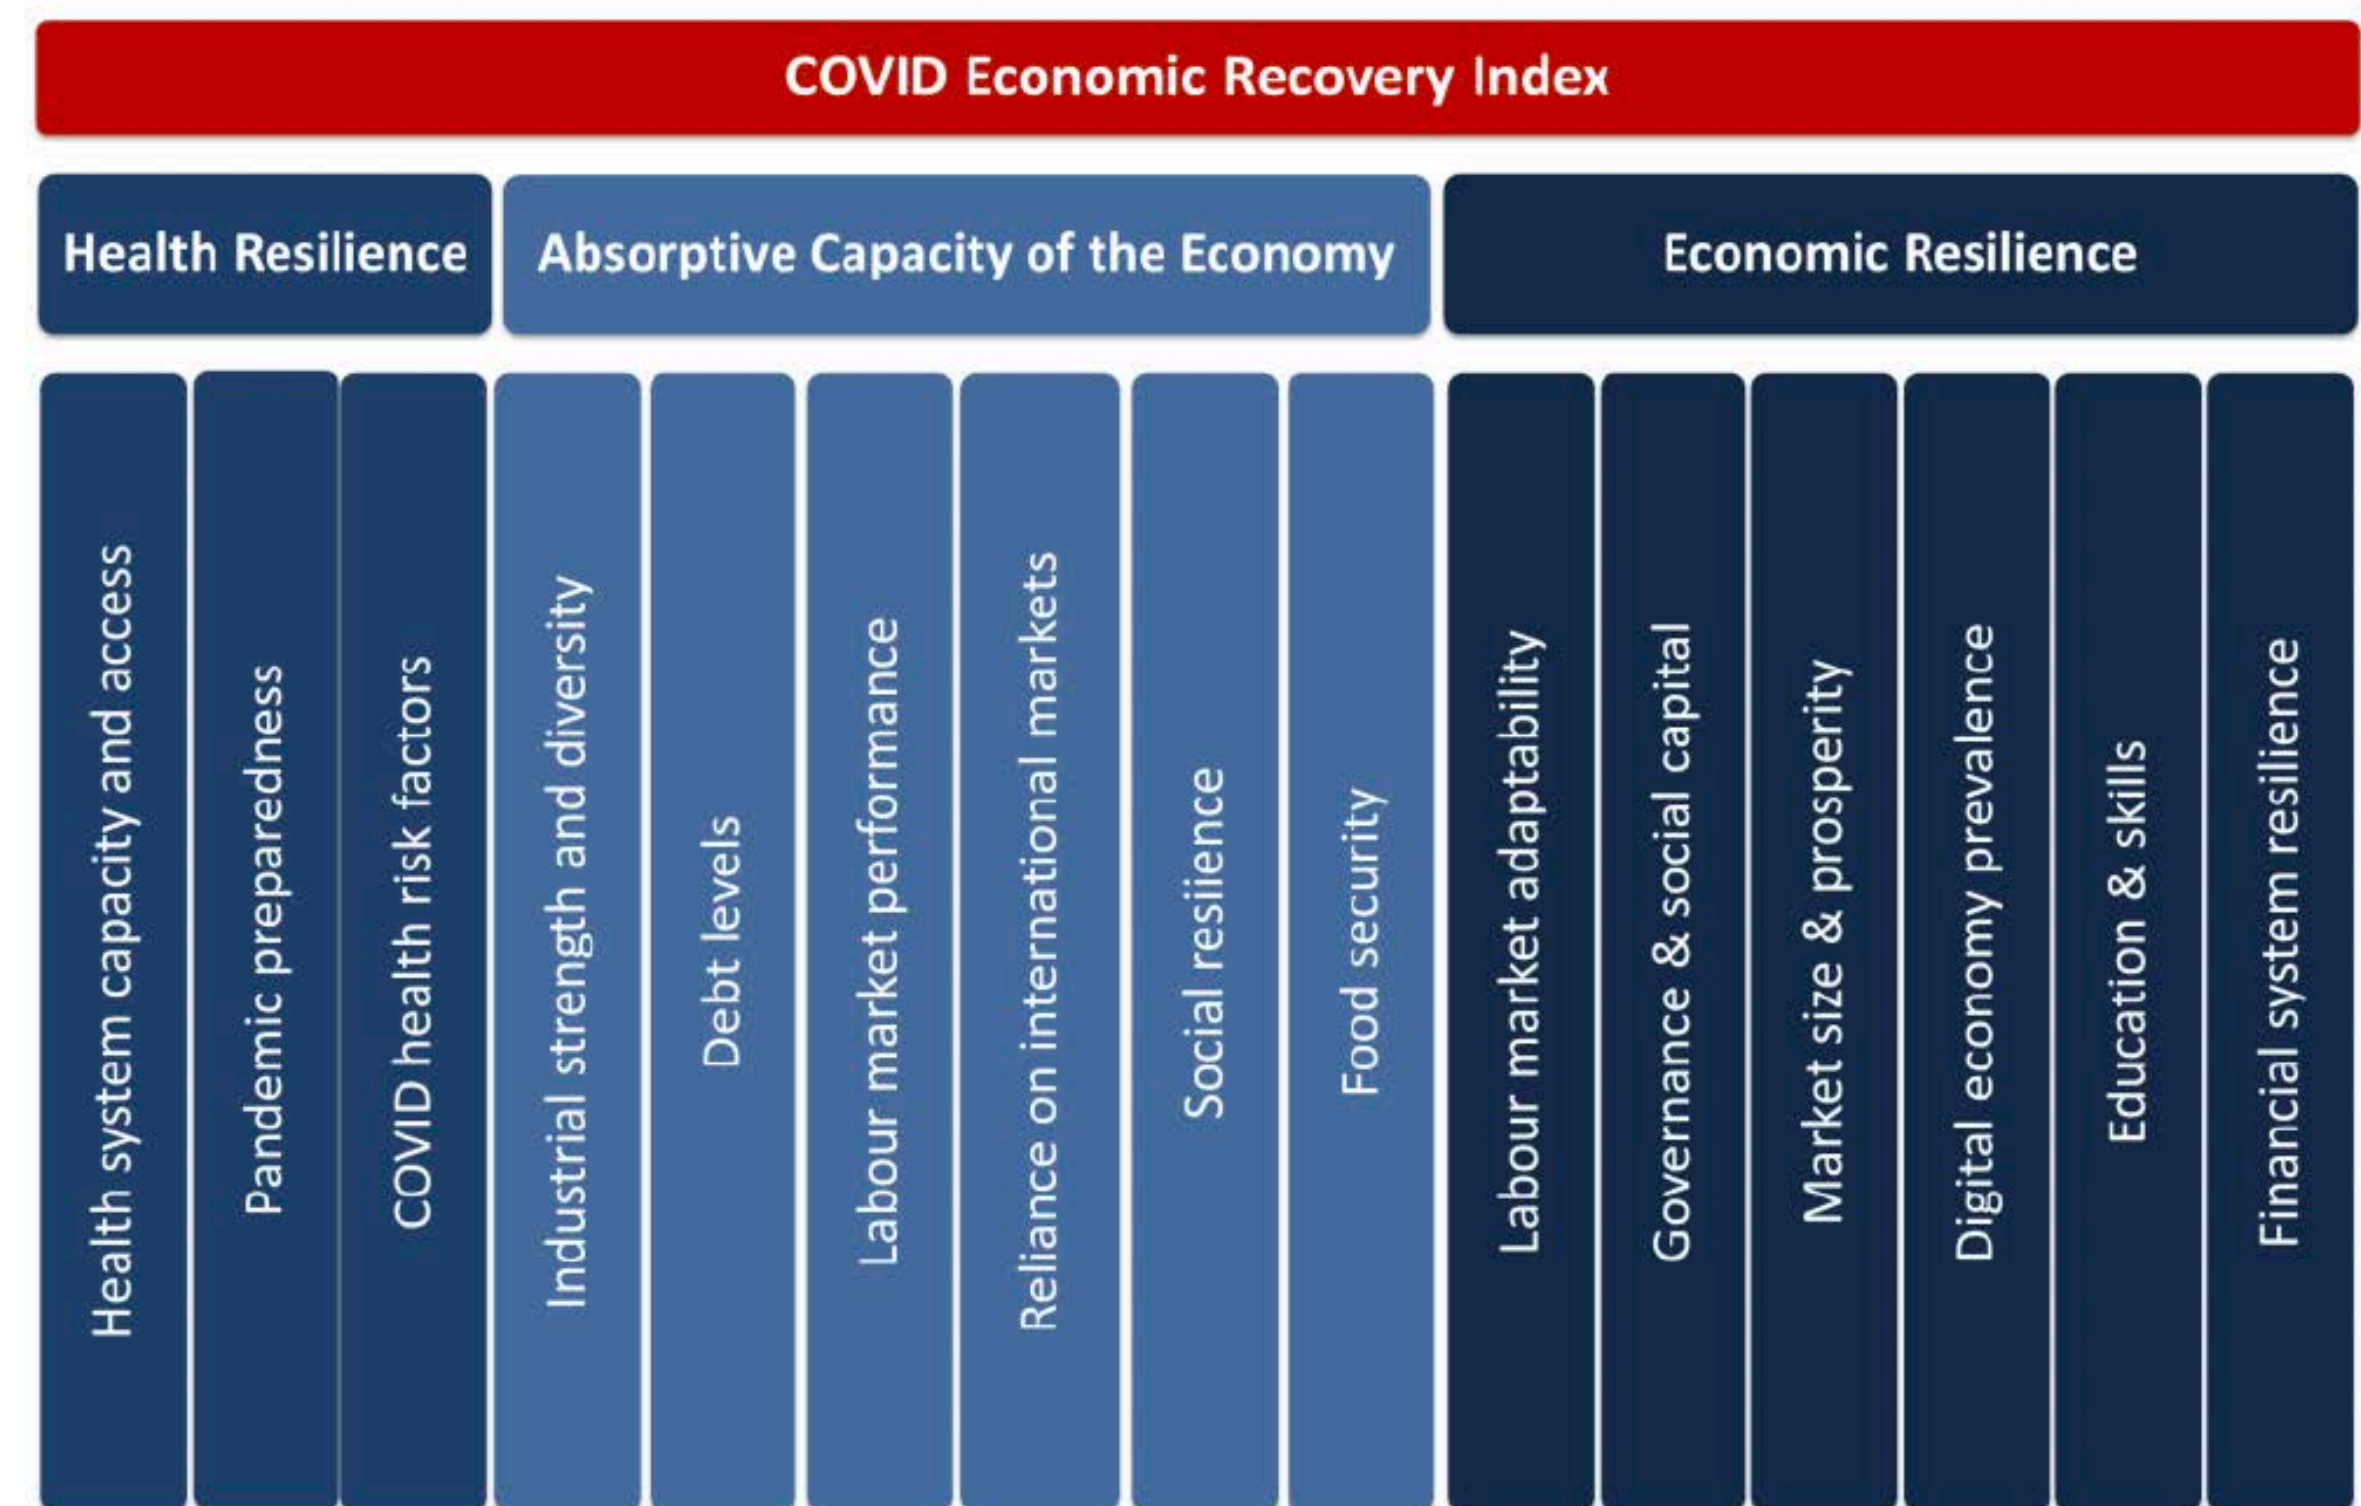 COVID Economic Recovery Index
Health Resilience
Absorptive Capacity of the Economy
Economic Resilience
Health system capacity and access
Pandemic preparedness
COVID health risk factors
Industrial strength and diversity
Debt levels
Labour market performance
Reliance on international markets
Social resiience
Food security
Labour market adaptability
Governance & social capital
Market size & prosperity
Digital economy prevalence
Education & skills
Financial system resilience